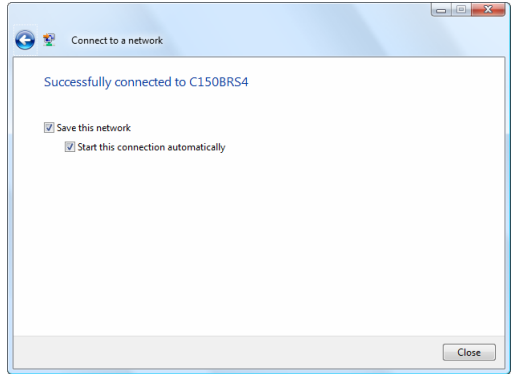 Connect to a network
Successfully connected to C150BRS4
Save this network
Start this connection automatically
Close